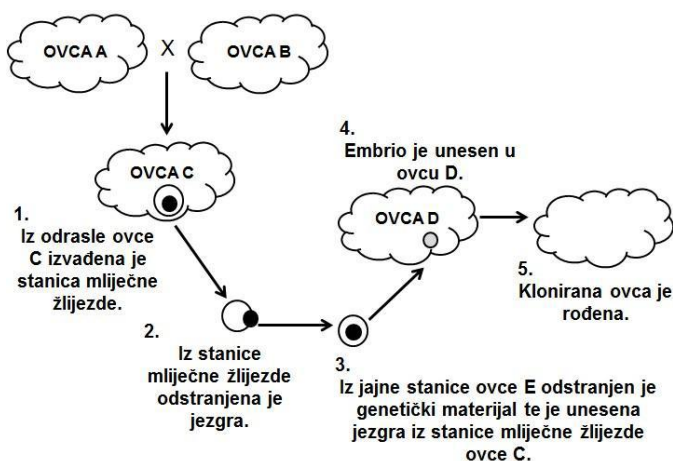 OVCA A
X
OVCA B
OVCA C
1.
Iz odrasle ovce
C izvađena je
stanica mliječne
žlijezde.
2.
Iz stanice
mliječne žlijezde
odstranjena je
jezgra.
3.
Iz jajne stanice ovce E odstranjen je
genetički materijal te je unesena
jezgra iz stanice mliječne žlijezde
ovce C.
4.
Embrio je unesen u
ovcu D.
OVCA D
5.
Klonirana ovca je
rođena.